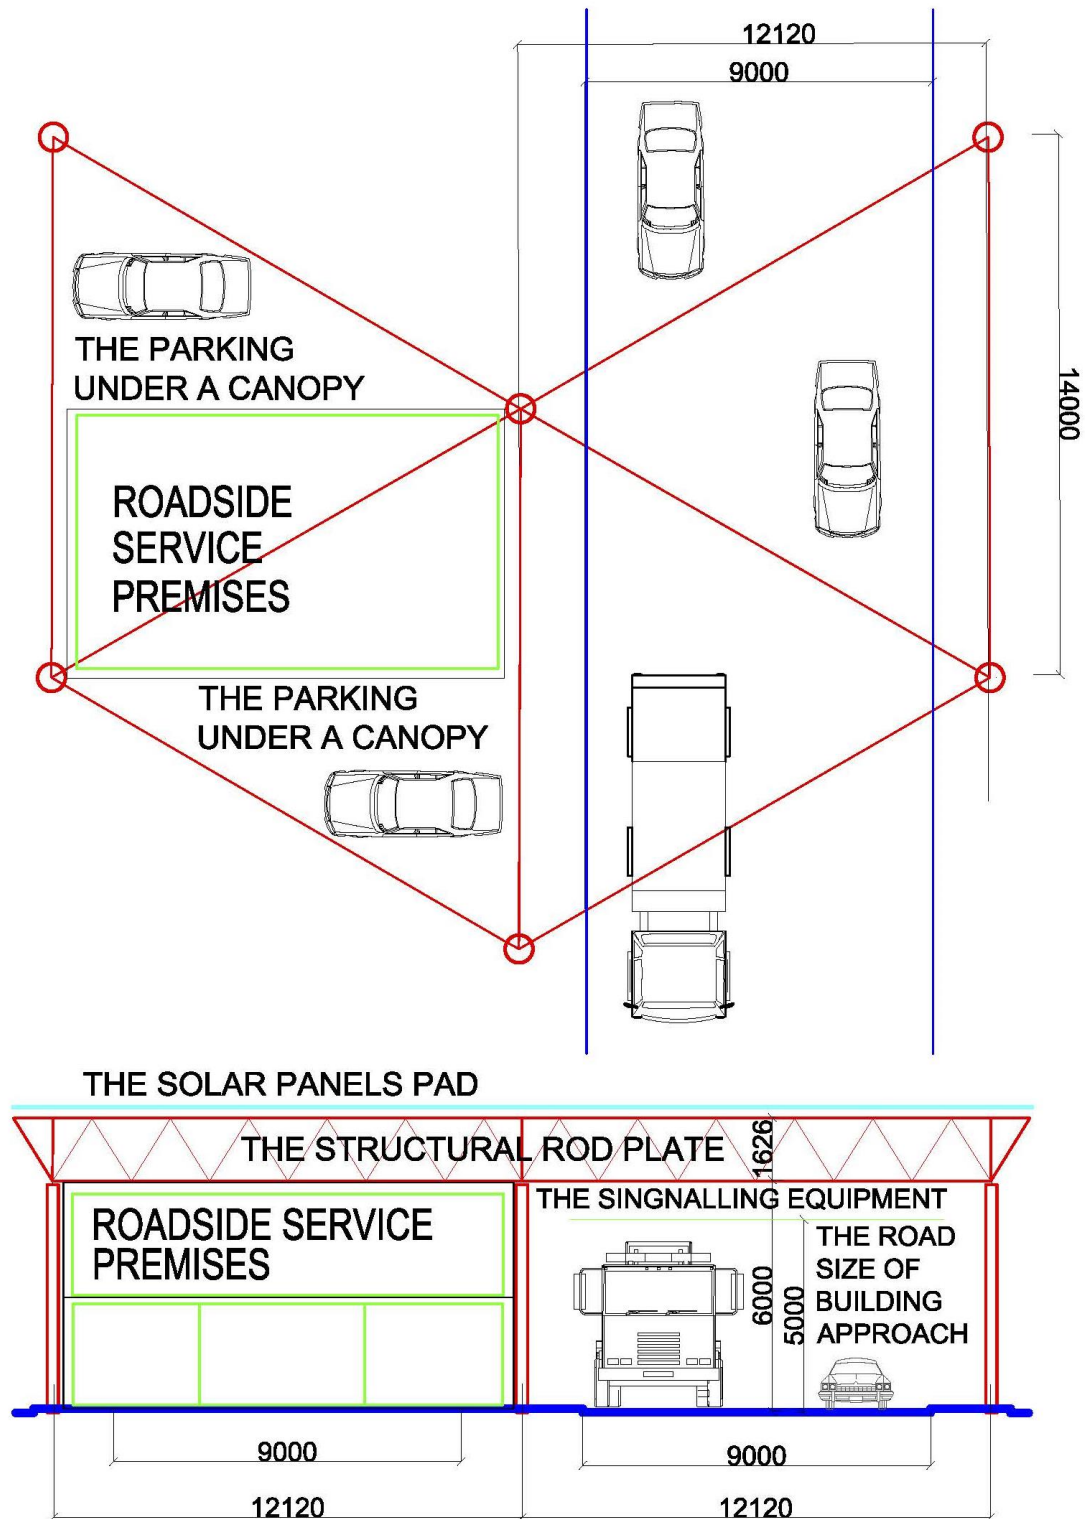 12120
9000
THE PARKING
UNDER A CANOPY
14000
ROADSIDE
SERVICE
PREMISES
THE PARKING
UNDER A CANOPY
THE SOLAR PANELS PAD
THE STRUCTURAL ROD PLATE
1626
THE SINGNALLING EQUIPMENT
ROADSIDE SERVICE
PREMISES
THE ROAD
SIZE OF
BUILDING
APPROACH
6000
5000
9000
9000
12120
12120